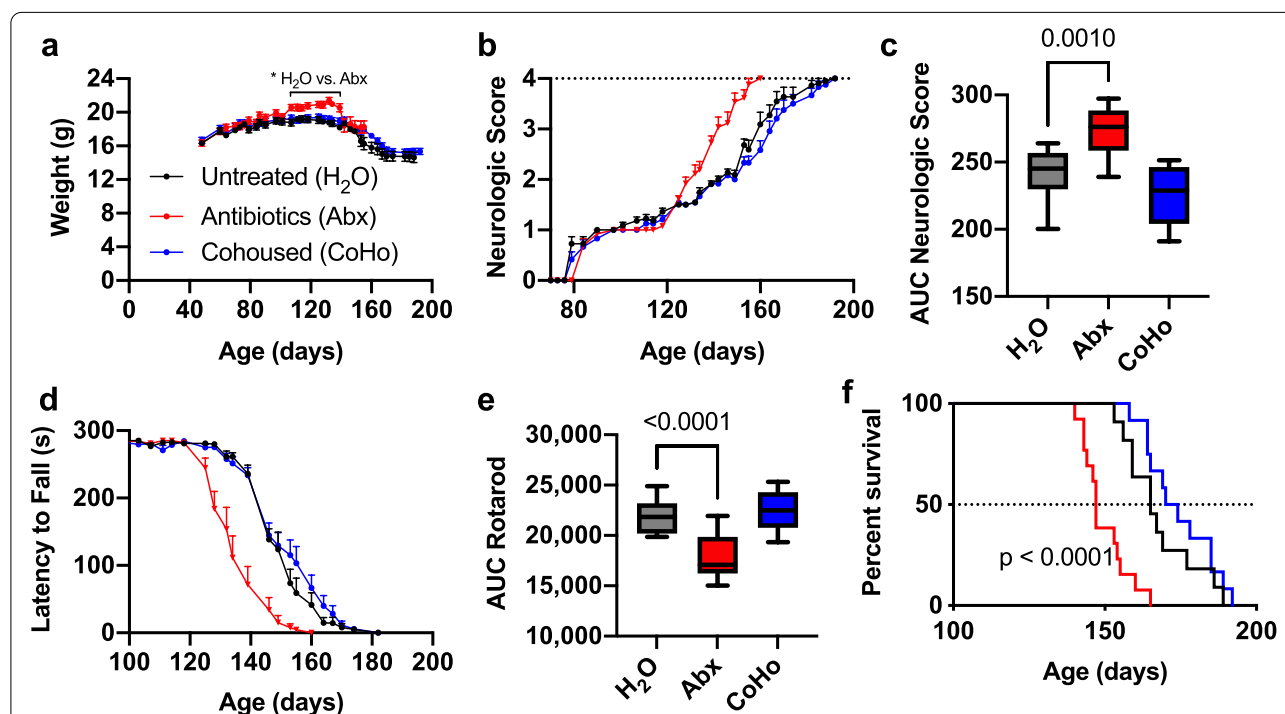 a
* H₂O vs. Abx
Weight (g)
24
20
16
12
8
4
0
Untreated (H₂O)
Antibiotics (Abx)
Cohoused (CoHo)
0 40 80 120 160 200
Age (days)
b
Neurologic Score
4
3
2
1
0
80 120 160 200
Age (days)
c
0.0010
AUC Neurologic Score
300
250
200
150
H₂O Abx CoHo
d
Latency to Fall (s)
300
200
100
0
100 120 140 160 180 200
Age (days)
e
<0.0001
AUC Rotarod
30,000
25,000
20,000
15,000
10,000
H₂O Abx CoHo
f
Percent survival
100
50
0
p < 0.0001
100 150 200
Age (days)